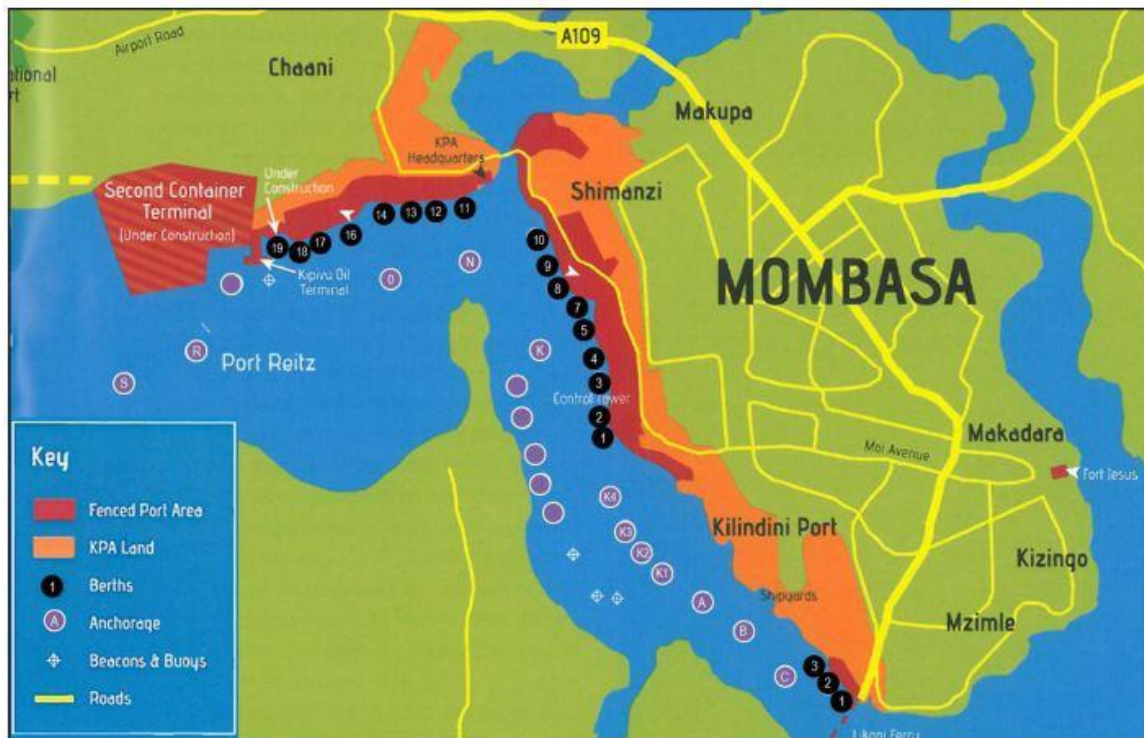 A109
Airport Road
ational
rt
Chaani
Makupa
KPA
Headquarters
Under
Construction
Second Container
Terminal
(Under Construction)
Shimanzi
14
13
12
11
19
18
17
16
10
9
8
7
5
4
3
2
1
MOMBASA
Kipivu Oil
Terminal
O
N
R
S
K
Port Reitz
Control Tower
Moi Avenue
Makadara
Fort Jesus
K4
K3
K2
K1
A
B
C
Kilindini Port
Shipyards
Kizingo
Mzimle
3
2
1
Likoni Ferry
Key
Fenced Port Area
KPA Land
1
Berths
A
Anchorage
Beacons & Buoys
Roads